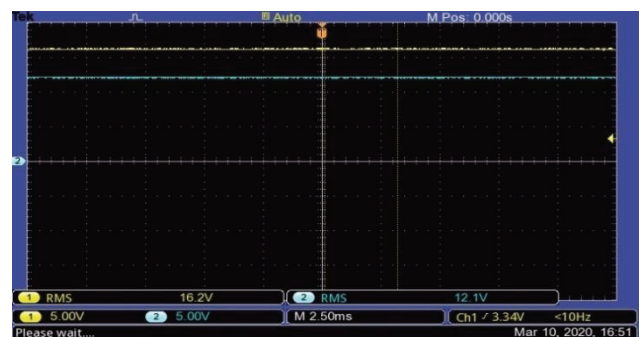 Tek Auto M Pos: 0.000s
T
2
1 RMS 16.2V 2 RMS 12.1V
1 5.00V 2 5.00V M 2.50ms Ch1 / 3.34V <10Hz
Please wait.... Mar 10, 2020, 16:51